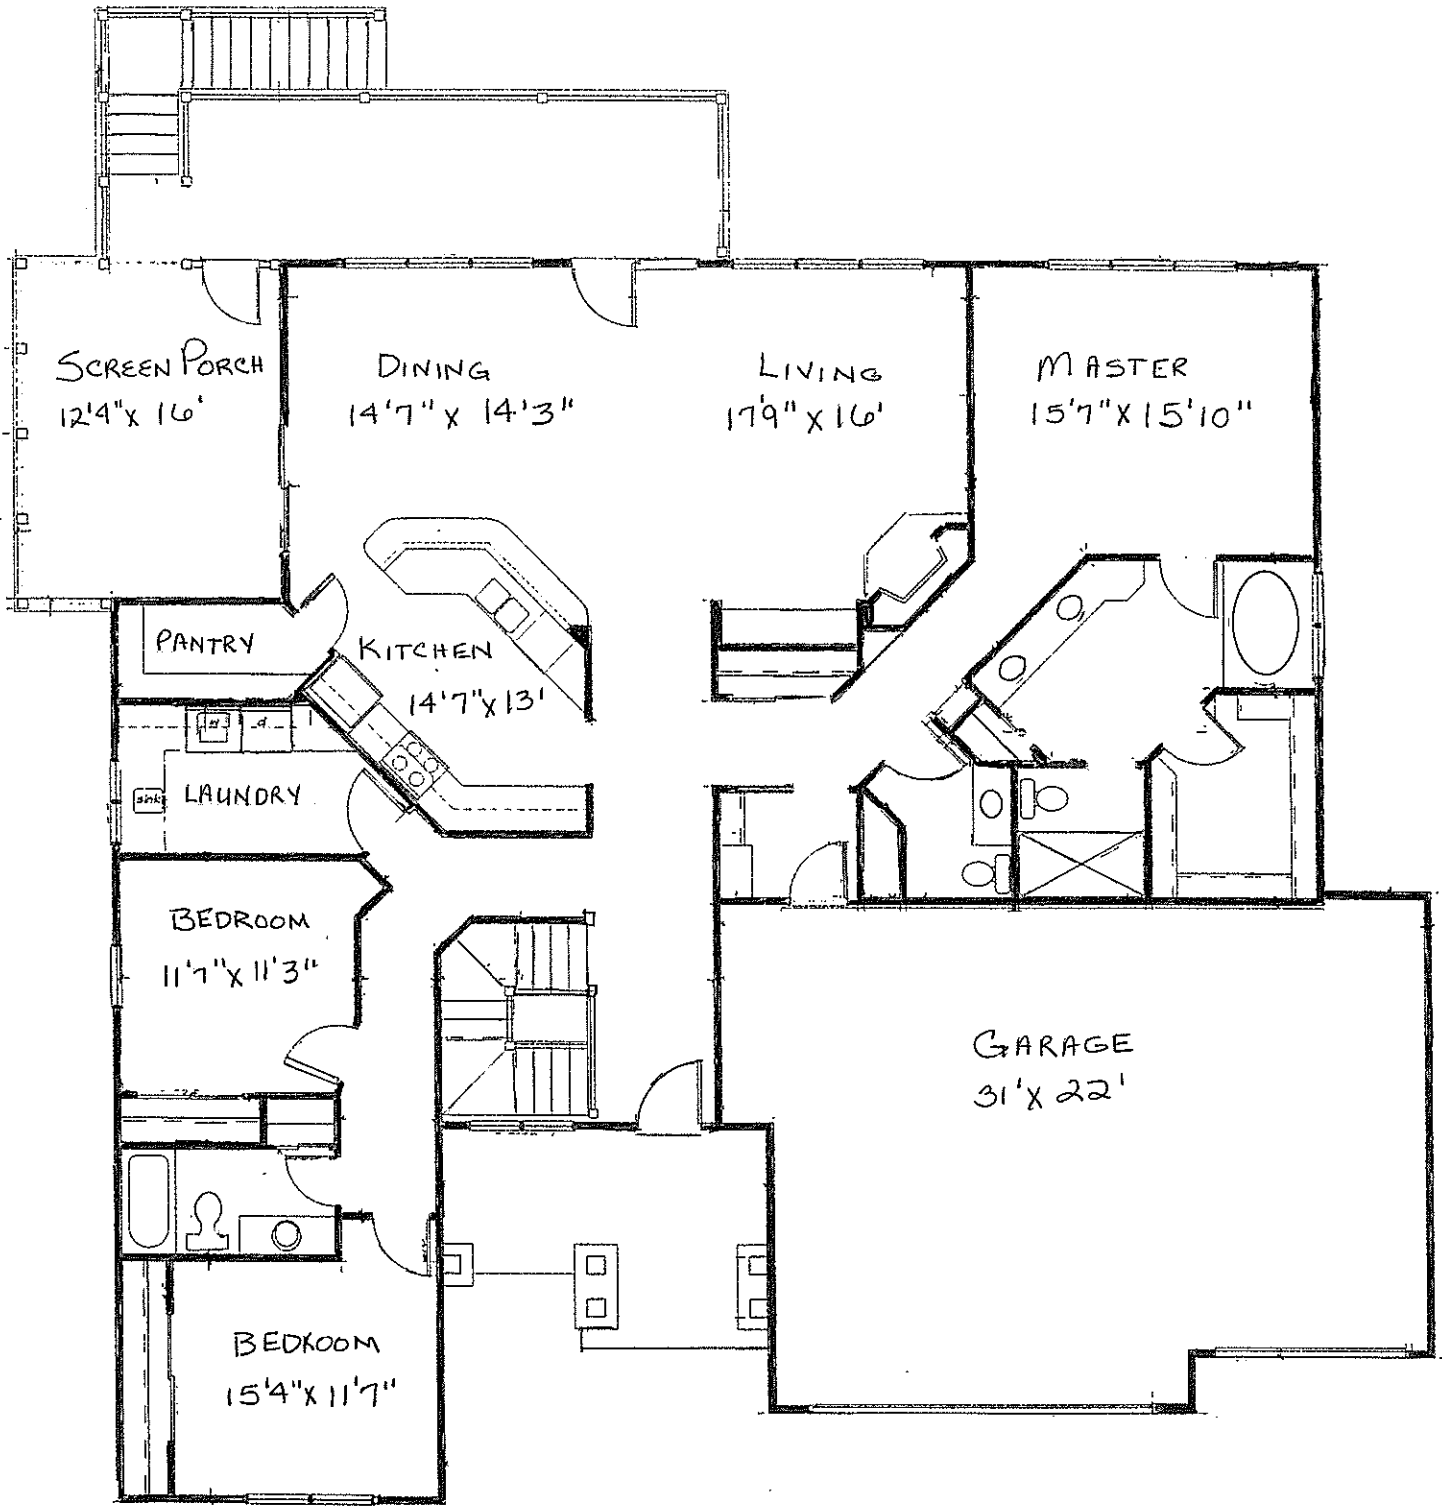 SCREEN PORCH
12'4" X 16'
DINING
14'7" X 14'3"
LIVING
17'9" X 16'
MASTER
15'7" X 15'10"
PANTRY
KITCHEN
14'7" X 13'
d
sink
LAUNDRY
BEDROOM
11'7" X 11'3"
GARAGE
31' X 22'
BEDROOM
15'4" X 11'7"